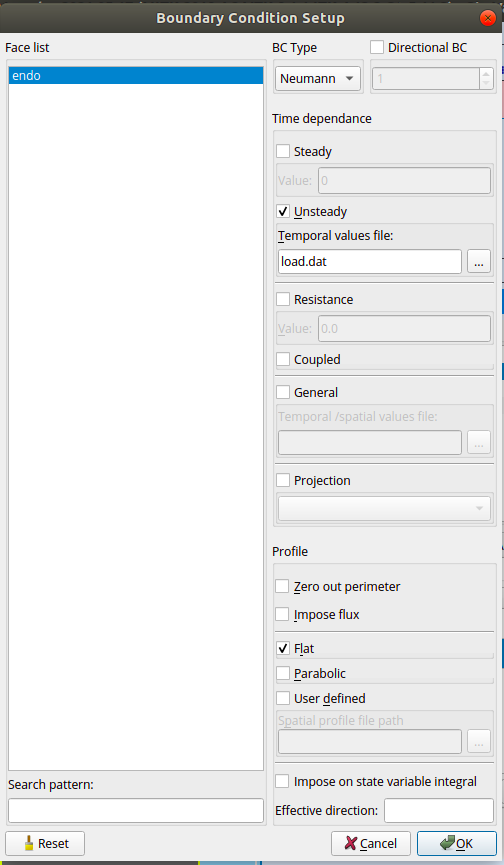 Boundary Condition Setup
Face list
endo
Search pattern:
Reset
BC Type
Directional BC
Neumann
1
Time dependance
Steady
Value: 0
Unsteady
Temporal values file:
load.dat
...
Resistance
Value: 0.0
Coupled
General
Temporal /spatial values file:
...
Projection
Profile
Zero out perimeter
Impose flux
Flat
Parabolic
User defined
Spatial profile file path
...
Impose on state variable integral
Effective direction:
Cancel
OK